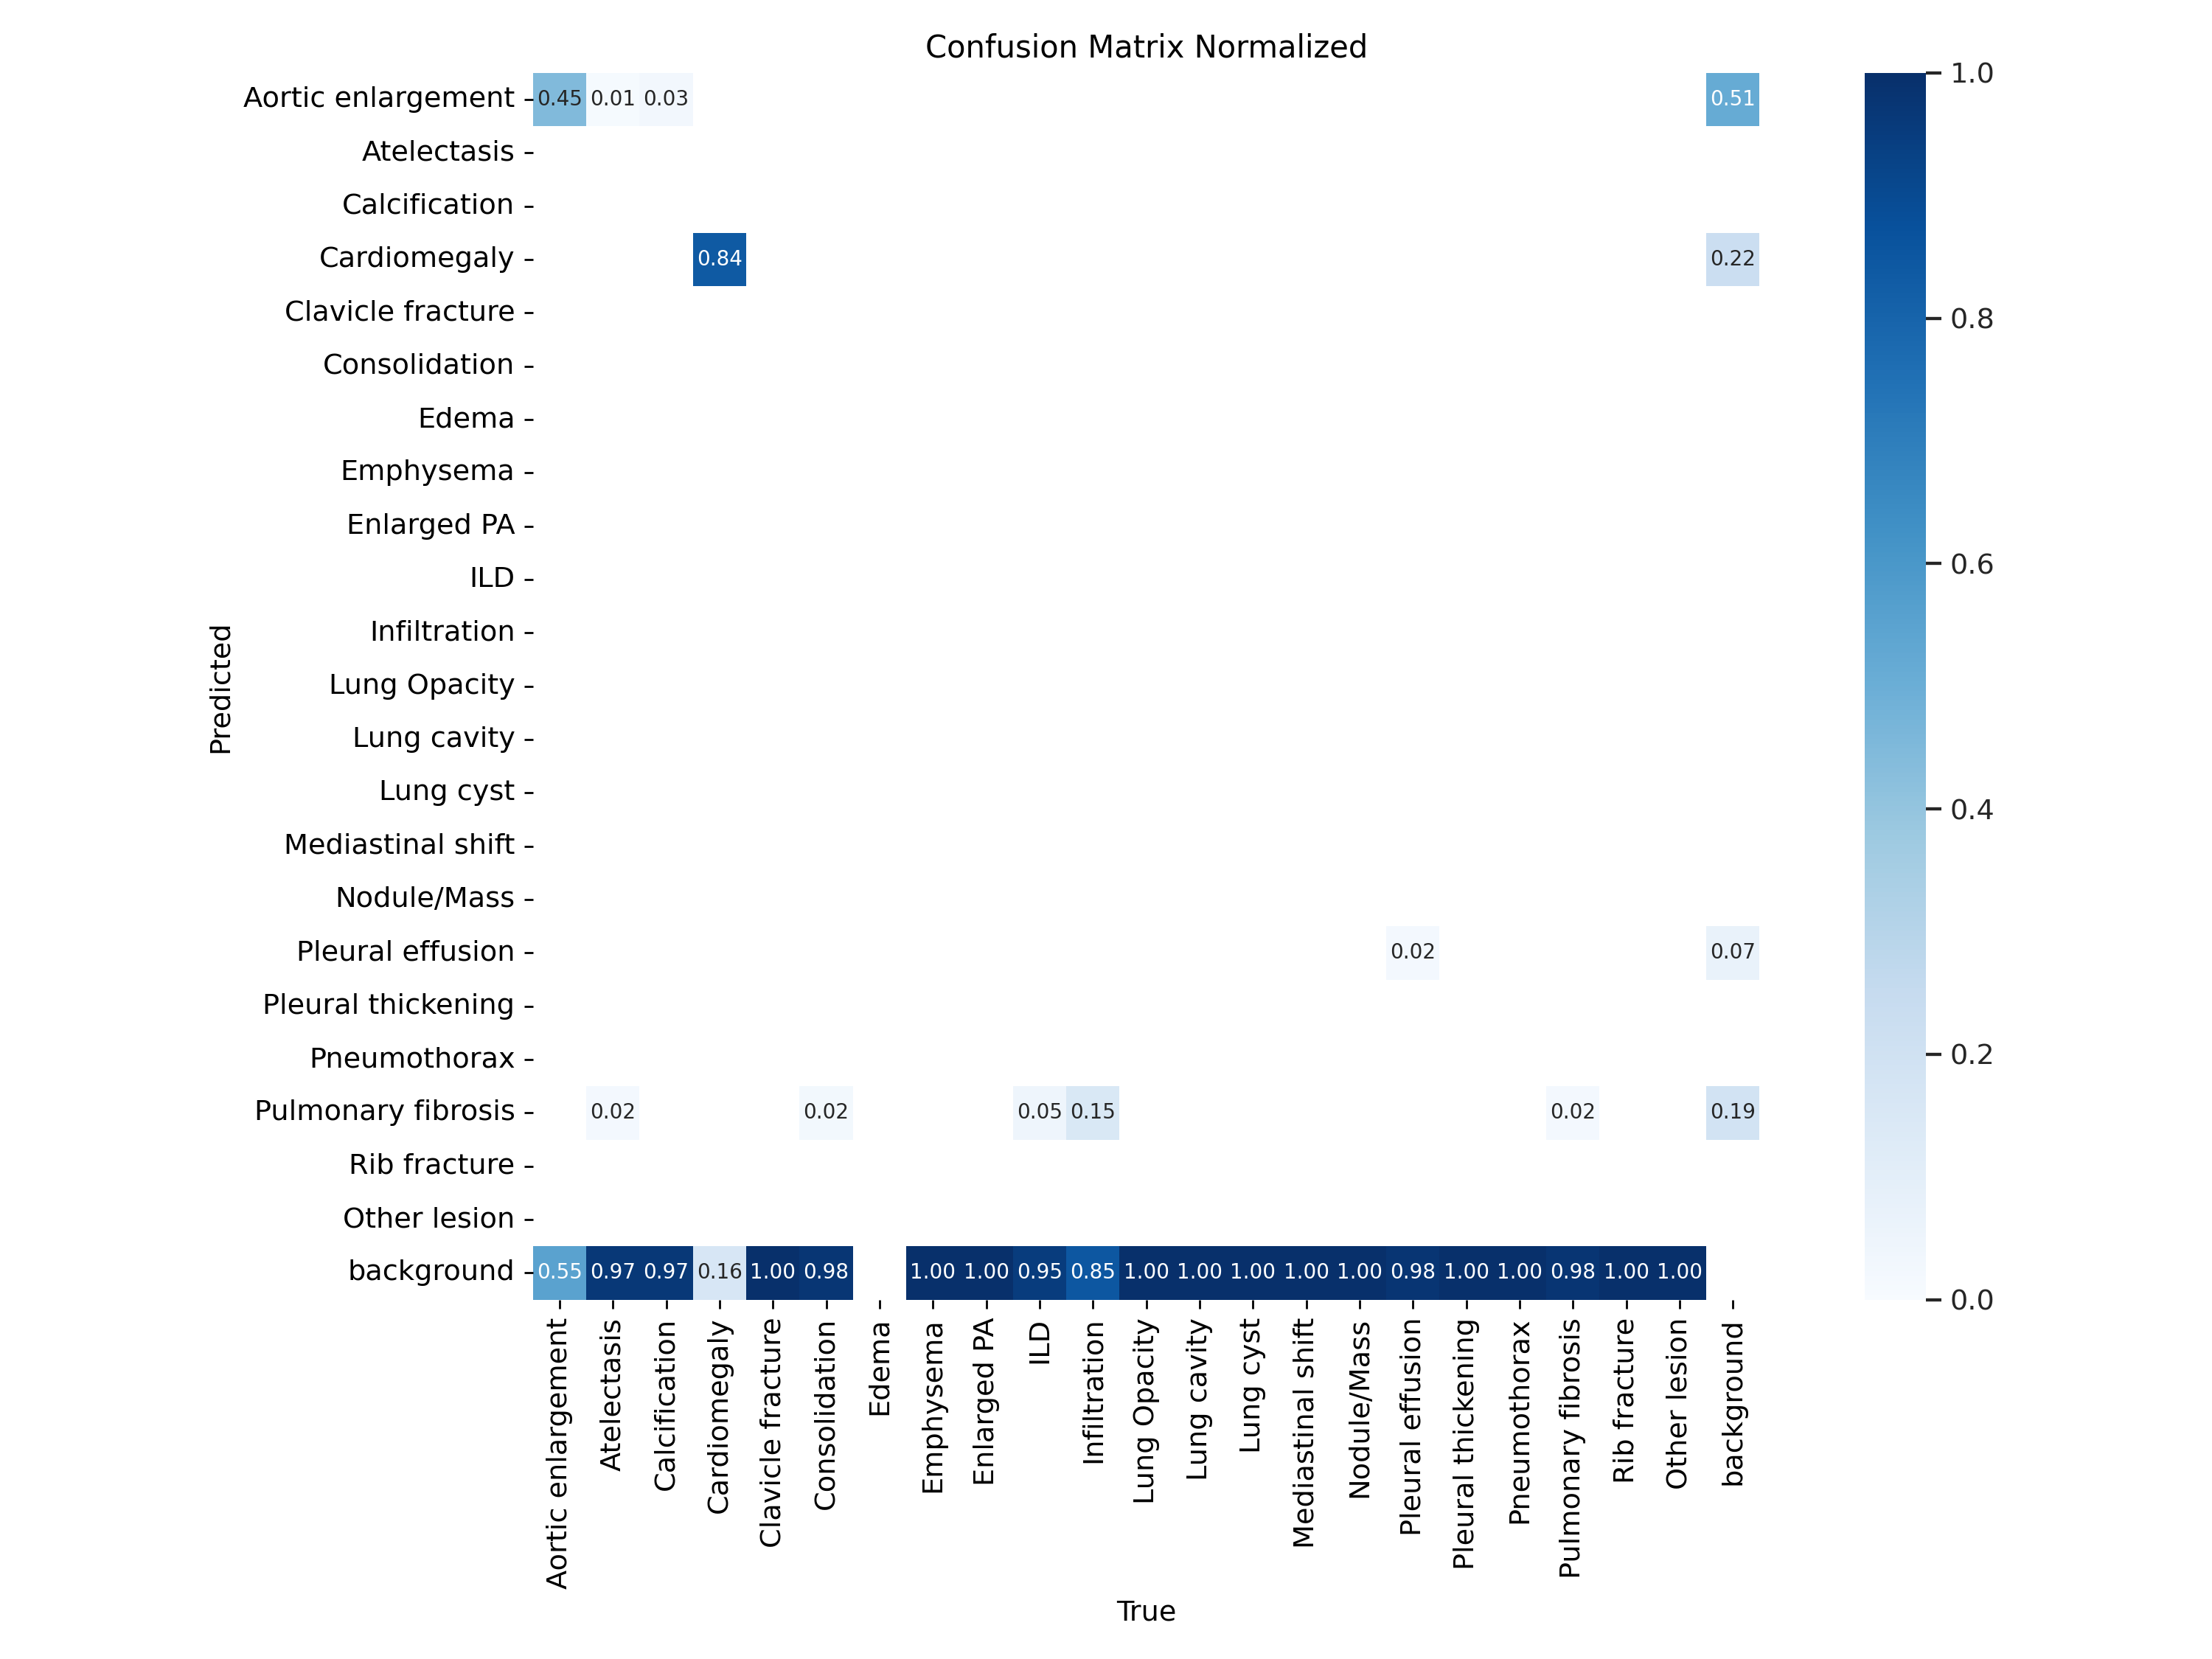 Confusion Matrix Normalized
Aortic enlargement
0.45 0.01 0.03 0.51
Atelectasis
Calcification
Cardiomegaly
0.84 0.22
Clavicle fracture
Consolidation
Edema
Emphysema
Enlarged PA
ILD
Infiltration
Lung Opacity
Lung cavity
Lung cyst
Mediastinal shift
Nodule/Mass
Pleural effusion
0.02 0.07
Pleural thickening
Pneumothorax
Pulmonary fibrosis
0.02 0.02 0.05 0.15 0.02 0.19
Rib fracture
Other lesion
background
0.55 0.97 0.97 0.16 1.00 0.98 1.00 1.00 0.95 0.85 1.00 1.00 1.00 1.00 1.00 0.98 1.00 1.00 0.98 1.00 1.00
Predicted
Aortic enlargement
Atelectasis
Calcification
Cardiomegaly
Clavicle fracture
Consolidation
Edema
Emphysema
Enlarged PA
ILD
Infiltration
Lung Opacity
Lung cavity
Lung cyst
Mediastinal shift
Nodule/Mass
Pleural effusion
Pleural thickening
Pneumothorax
Pulmonary fibrosis
Rib fracture
Other lesion
background
True
1.0
0.8
0.6
0.4
0.2
0.0